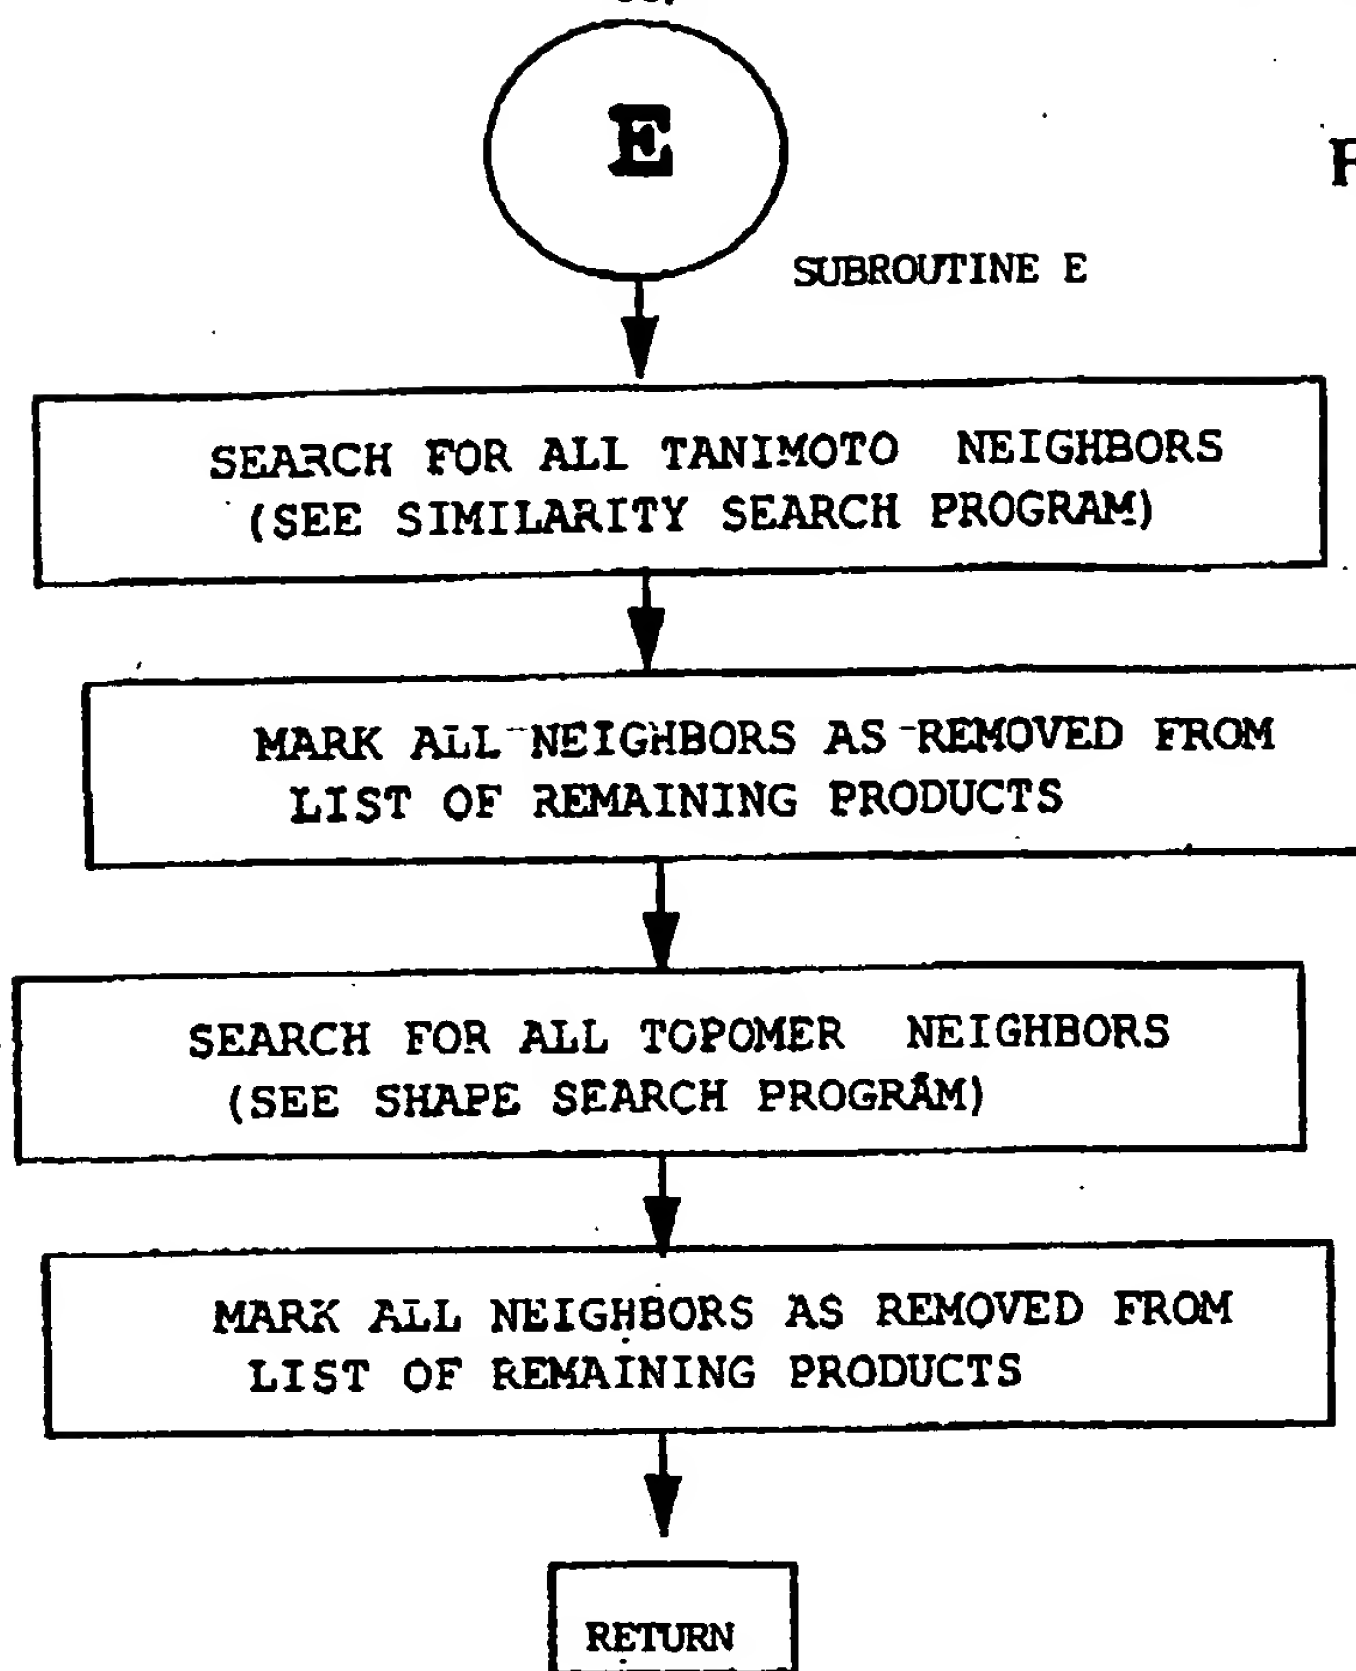 E
SUBROUTINE E
SEARCH FOR ALL TANIMOTO NEIGHBORS
(SEE SIMILARITY SEARCH PROGRAM)
MARK ALL NEIGHBORS AS REMOVED FROM
LIST OF REMAINING PRODUCTS
SEARCH FOR ALL TOPOMER NEIGHBORS
(SEE SHAPE SEARCH PROGRAM)
MARK ALL NEIGHBORS AS REMOVED FROM
LIST OF REMAINING PRODUCTS
RETURN